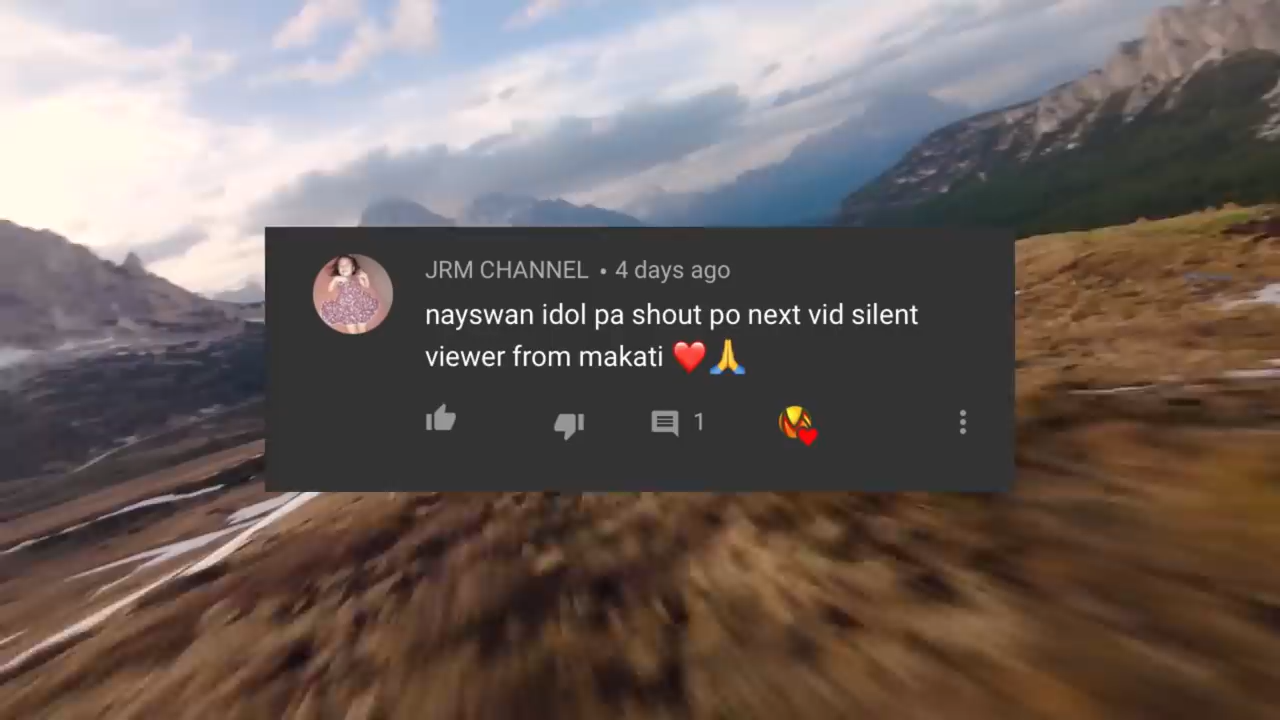 JRM CHANNEL • 4 days ago
nayswan idol pa shout po next vid silent
viewer from makati ❤️🙏
1